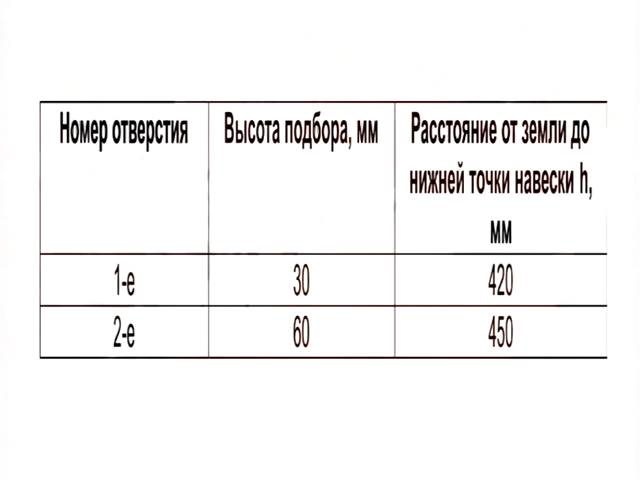 Номер отверстия
Высота подбора, мм
Расстояние от земли до
нижней точки навески h,
мм
1-е
30
420
2-е
60
450